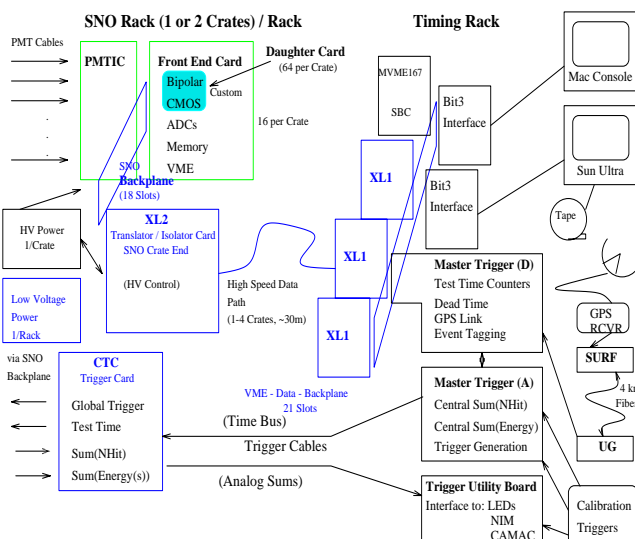 SNO Rack (1 or 2 Crates) / Rack
Timing Rack
PMT Cables
PMTIC
Front End Card
Bipolar
CMOS
Custom
ADCs
Memory
VME
Daughter Card
(64 per Crate)
16 per Crate
SNO
Backplane
(18 Slots)
MVME167
SBC
Bit3
Interface
Mac Console
Bit3
Interface
Sun Ultra
Tape
XL1
XL1
XL1
HV Power
1/Crate
XL2
Translator / Isolator Card
SNO Crate End
(HV Control)
High Speed Data
Path
(1-4 Crates, ~30m)
Low Voltage
Power
1/Rack
Master Trigger (D)
Test Time Counters
Dead Time
GPS Link
Event Tagging
GPS
RCVR
SURF
4 km
Fiber
UG
via SNO
Backplane
CTC
Trigger Card
Global Trigger
Test Time
Sum(NHit)
Sum(Energy(s))
VME - Data - Backplane
21 Slots
(Time Bus)
Trigger Cables
(Analog Sums)
Master Trigger (A)
Central Sum(NHit)
Central Sum(Energy)
Trigger Generation
Trigger Utility Board
Interface to: LEDs
NIM
CAMAC
Calibration
Triggers